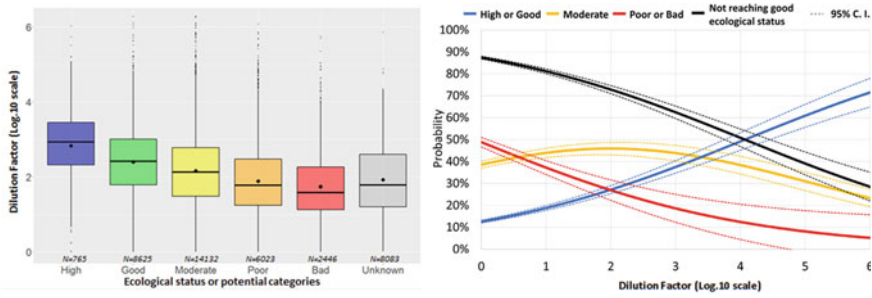 Dilution Factor (Log.10 scale)
6
4
2
0
N=765 N=8625 N=14132 N=6023 N=2446 N=8083
High Good Moderate Poor Bad Unknown
Ecological status or potential categories
High or Good Moderate Poor or Bad Not reaching good ecological status 95% C. I.
Probability
100%
90%
80%
70%
60%
50%
40%
30%
20%
10%
0%
0 1 2 3 4 5 6
Dilution Factor (Log.10 scale)